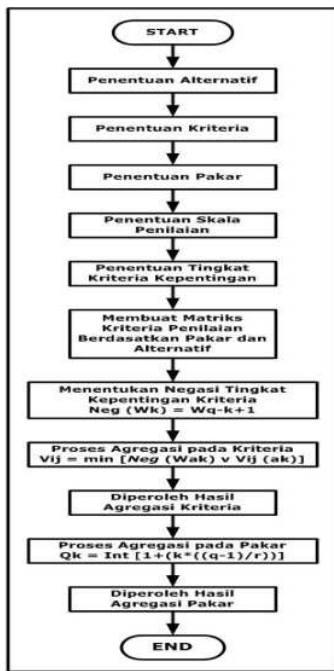 START
Penentuan Alternatif
Penentuan Kriteria
Penentuan Pakar
Penentuan Skala
Penilaian
Penentuan Tingkat
Kriteria Kepentingan
Membuat Matriks
Kriteria Penilaian
Berdasatkan Pakar dan
Alternatif
Menentukan Negasi Tingkat
Kepentingan Kriteria
Neg (Wk) = Wq-k+1
Proses Agregasi pada Kriteria
Vij = min [Neg (Wak) v Vij (ak)]
Diperoleh Hasil
Agregasi Kriteria
Proses Agregasi pada Pakar
Qk = Int [1+(k*((q-1)/r))]
Diperoleh Hasil
Agregasi Pakar
END